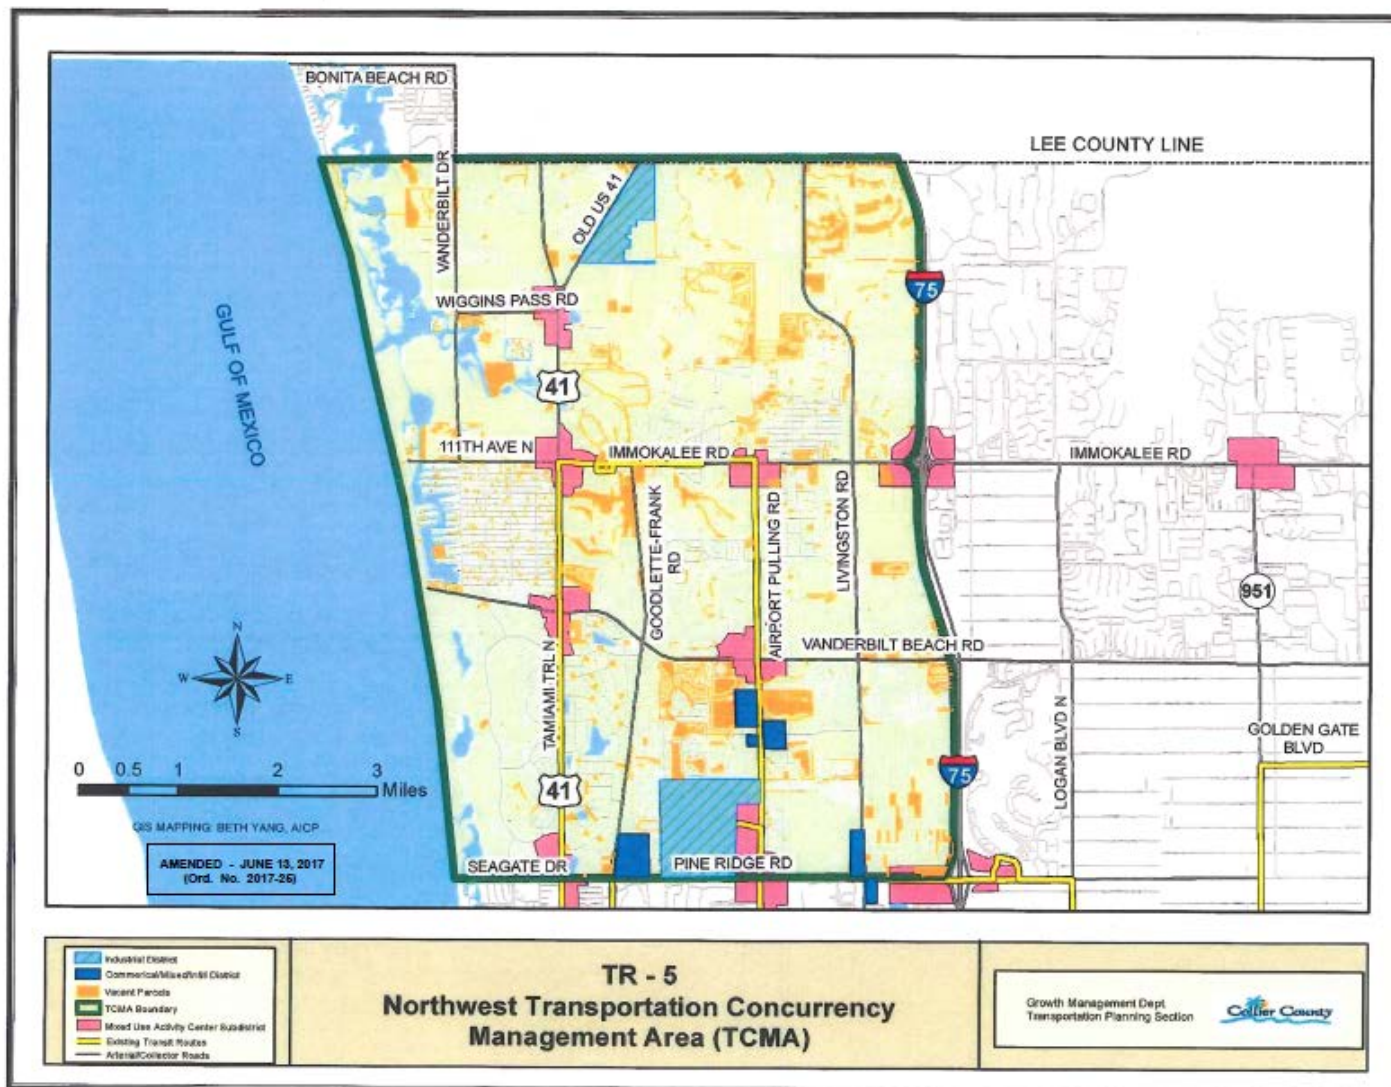 BONITA BEACH RD
LEE COUNTY LINE
VANDERBILT DR
OLD US 41
75
WIGGINS PASS RD
GULF OF MEXICO
41
111TH AVE N
IMMOKALEE RD
IMMOKALEE RD
GOODLETTE-FRANK
RD
AIRPORT PULLING RD
LIVINGSTON RD
951
VANDERBILT BEACH RD
N
W
E
S
TAMIAMI TRL N
LOGAN BLVD N
GOLDEN GATE
BLVD
75
41
0 0.5 1 2 3
Miles
GIS MAPPING: BETH YANG, AICP
AMENDED - JUNE 13, 2017
(Ord. No. 2017-25)
SEAGATE DR
PINE RIDGE RD
Industrial District
Commerical/Mixed/Infill District
Vacant Parcels
TCMA Boundary
Mixed Use Activity Center Subdistrict
Existing Transit Routes
Arterial/Collector Roads
TR - 5
Northwest Transportation Concurrency
Management Area (TCMA)
Growth Management Dept.
Transportation Planning Section
Collier County